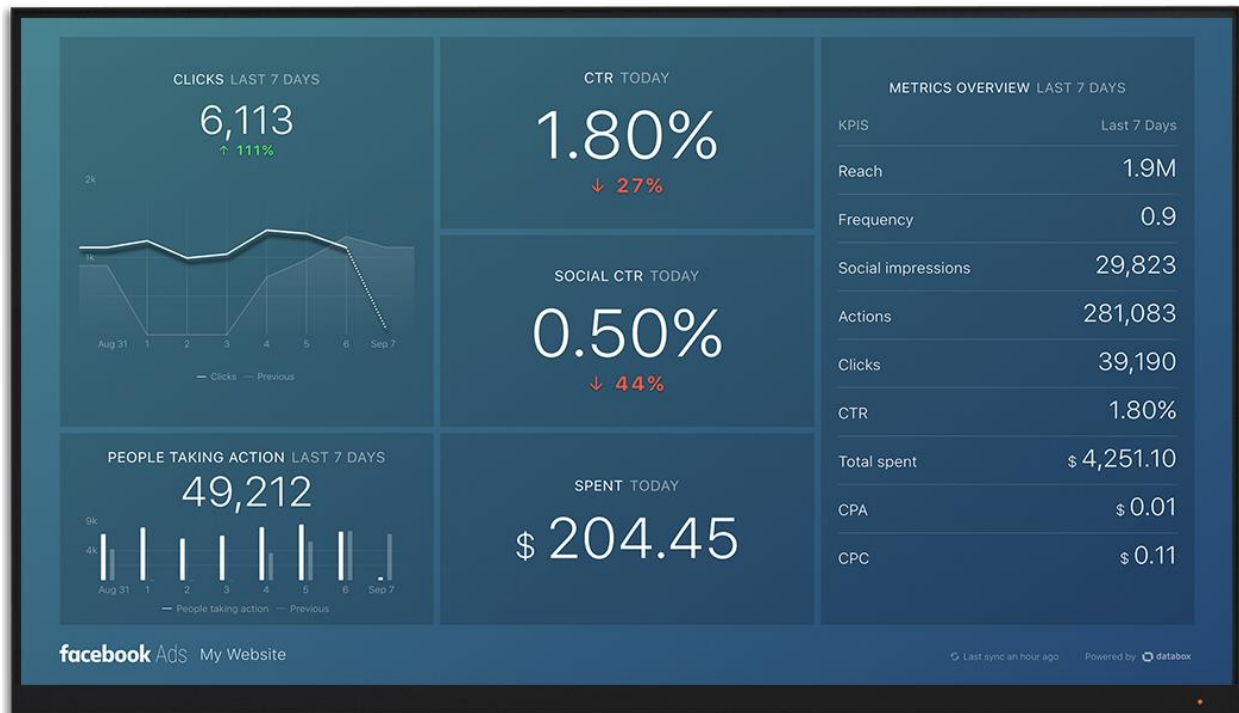 CLICKS LAST 7 DAYS
6,113
↑ 111%
2k
1k
Aug 31 1 2 3 4 5 6 Sep 7
Clicks Previous
PEOPLE TAKING ACTION LAST 7 DAYS
49,212
9k
4k
Aug 31 1 2 3 4 5 6 Sep 7
People taking action Previous
CTR TODAY
1.80%
↓ 27%
SOCIAL CTR TODAY
0.50%
↓ 44%
SPENT TODAY
$ 204.45
METRICS OVERVIEW LAST 7 DAYS
KPIS Last 7 Days
Reach 1.9M
Frequency 0.9
Social impressions 29,823
Actions 281,083
Clicks 39,190
CTR 1.80%
Total spent $ 4,251.10
CPA $ 0.01
CPC $ 0.11
facebook Ads My Website
Last sync an hour ago Powered by databox